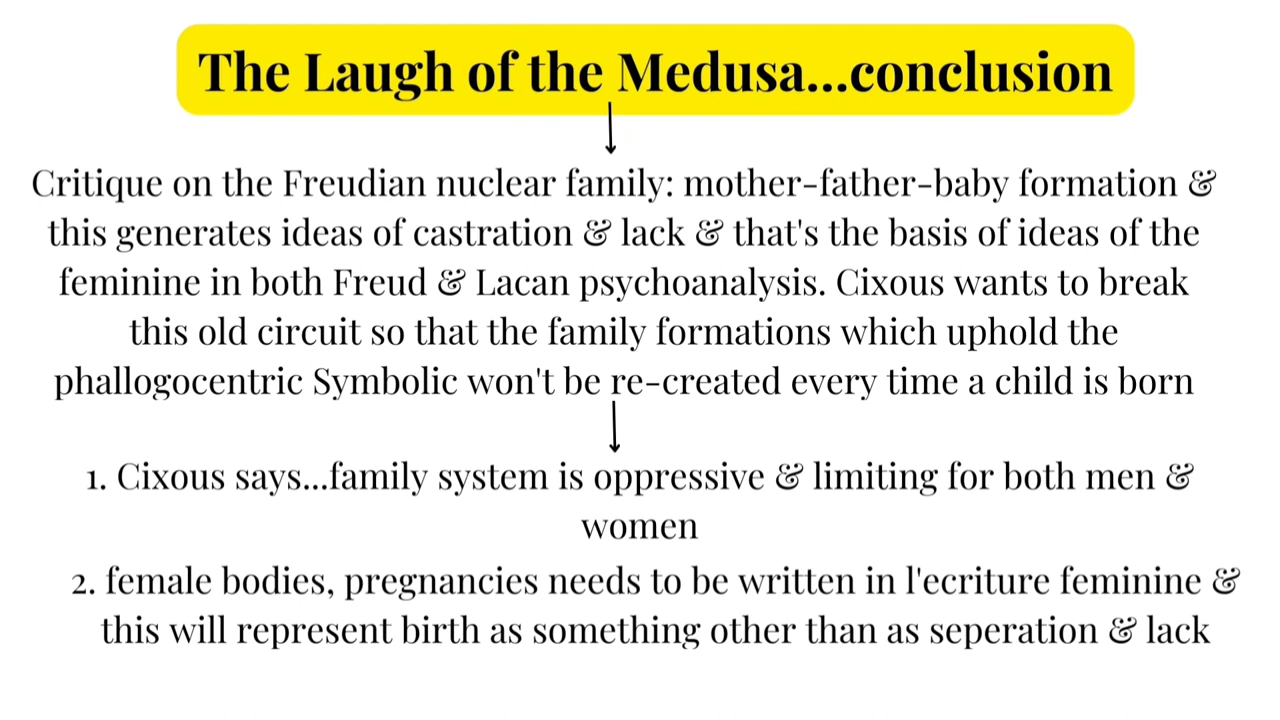 The Laugh of the Medusa...conclusion
Critique on the Freudian nuclear family: mother-father-baby formation &
this generates ideas of castration & lack & that's the basis of ideas of the
feminine in both Freud & Lacan psychoanalysis. Cixous wants to break
this old circuit so that the family formations which uphold the
phallogocentric Symbolic won't be re-created every time a child is born
1. Cixous says...family system is oppressive & limiting for both men &
women
2. female bodies, pregnancies needs to be written in l'ecriture feminine &
this will represent birth as something other than as seperation & lack